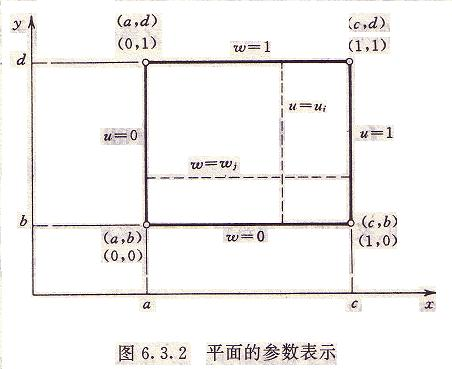 y
(a,d)
(0,1)
w=1
(c,d)
(1,1)
d
u=0
u=u_i
u=1
w=w_j
b
(a,b)
(0,0)
w=0
(c,b)
(1,0)
a
c
x
图 6.3.2 平面的参数表示